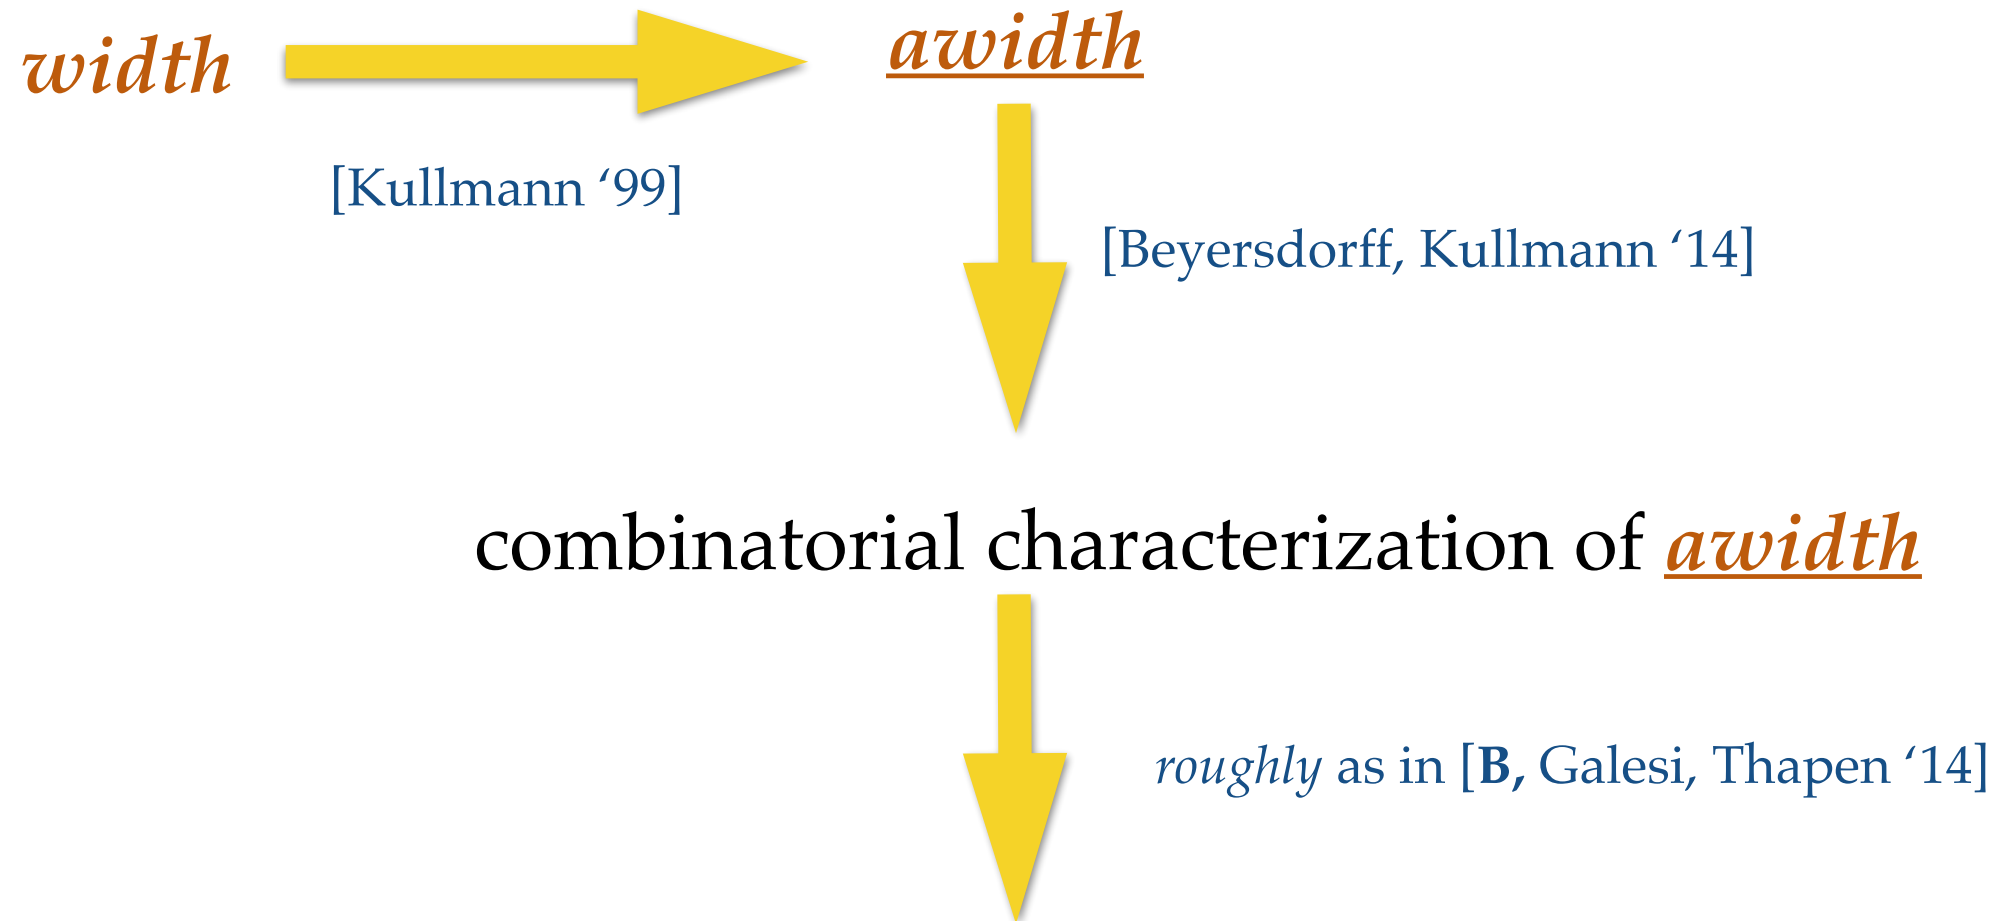 width
awidth
[Kullmann ‘99]
[Beyersdorff, Kullmann ‘14]
combinatorial characterization of awidth
roughly as in [B, Galesi, Thapen ‘14]